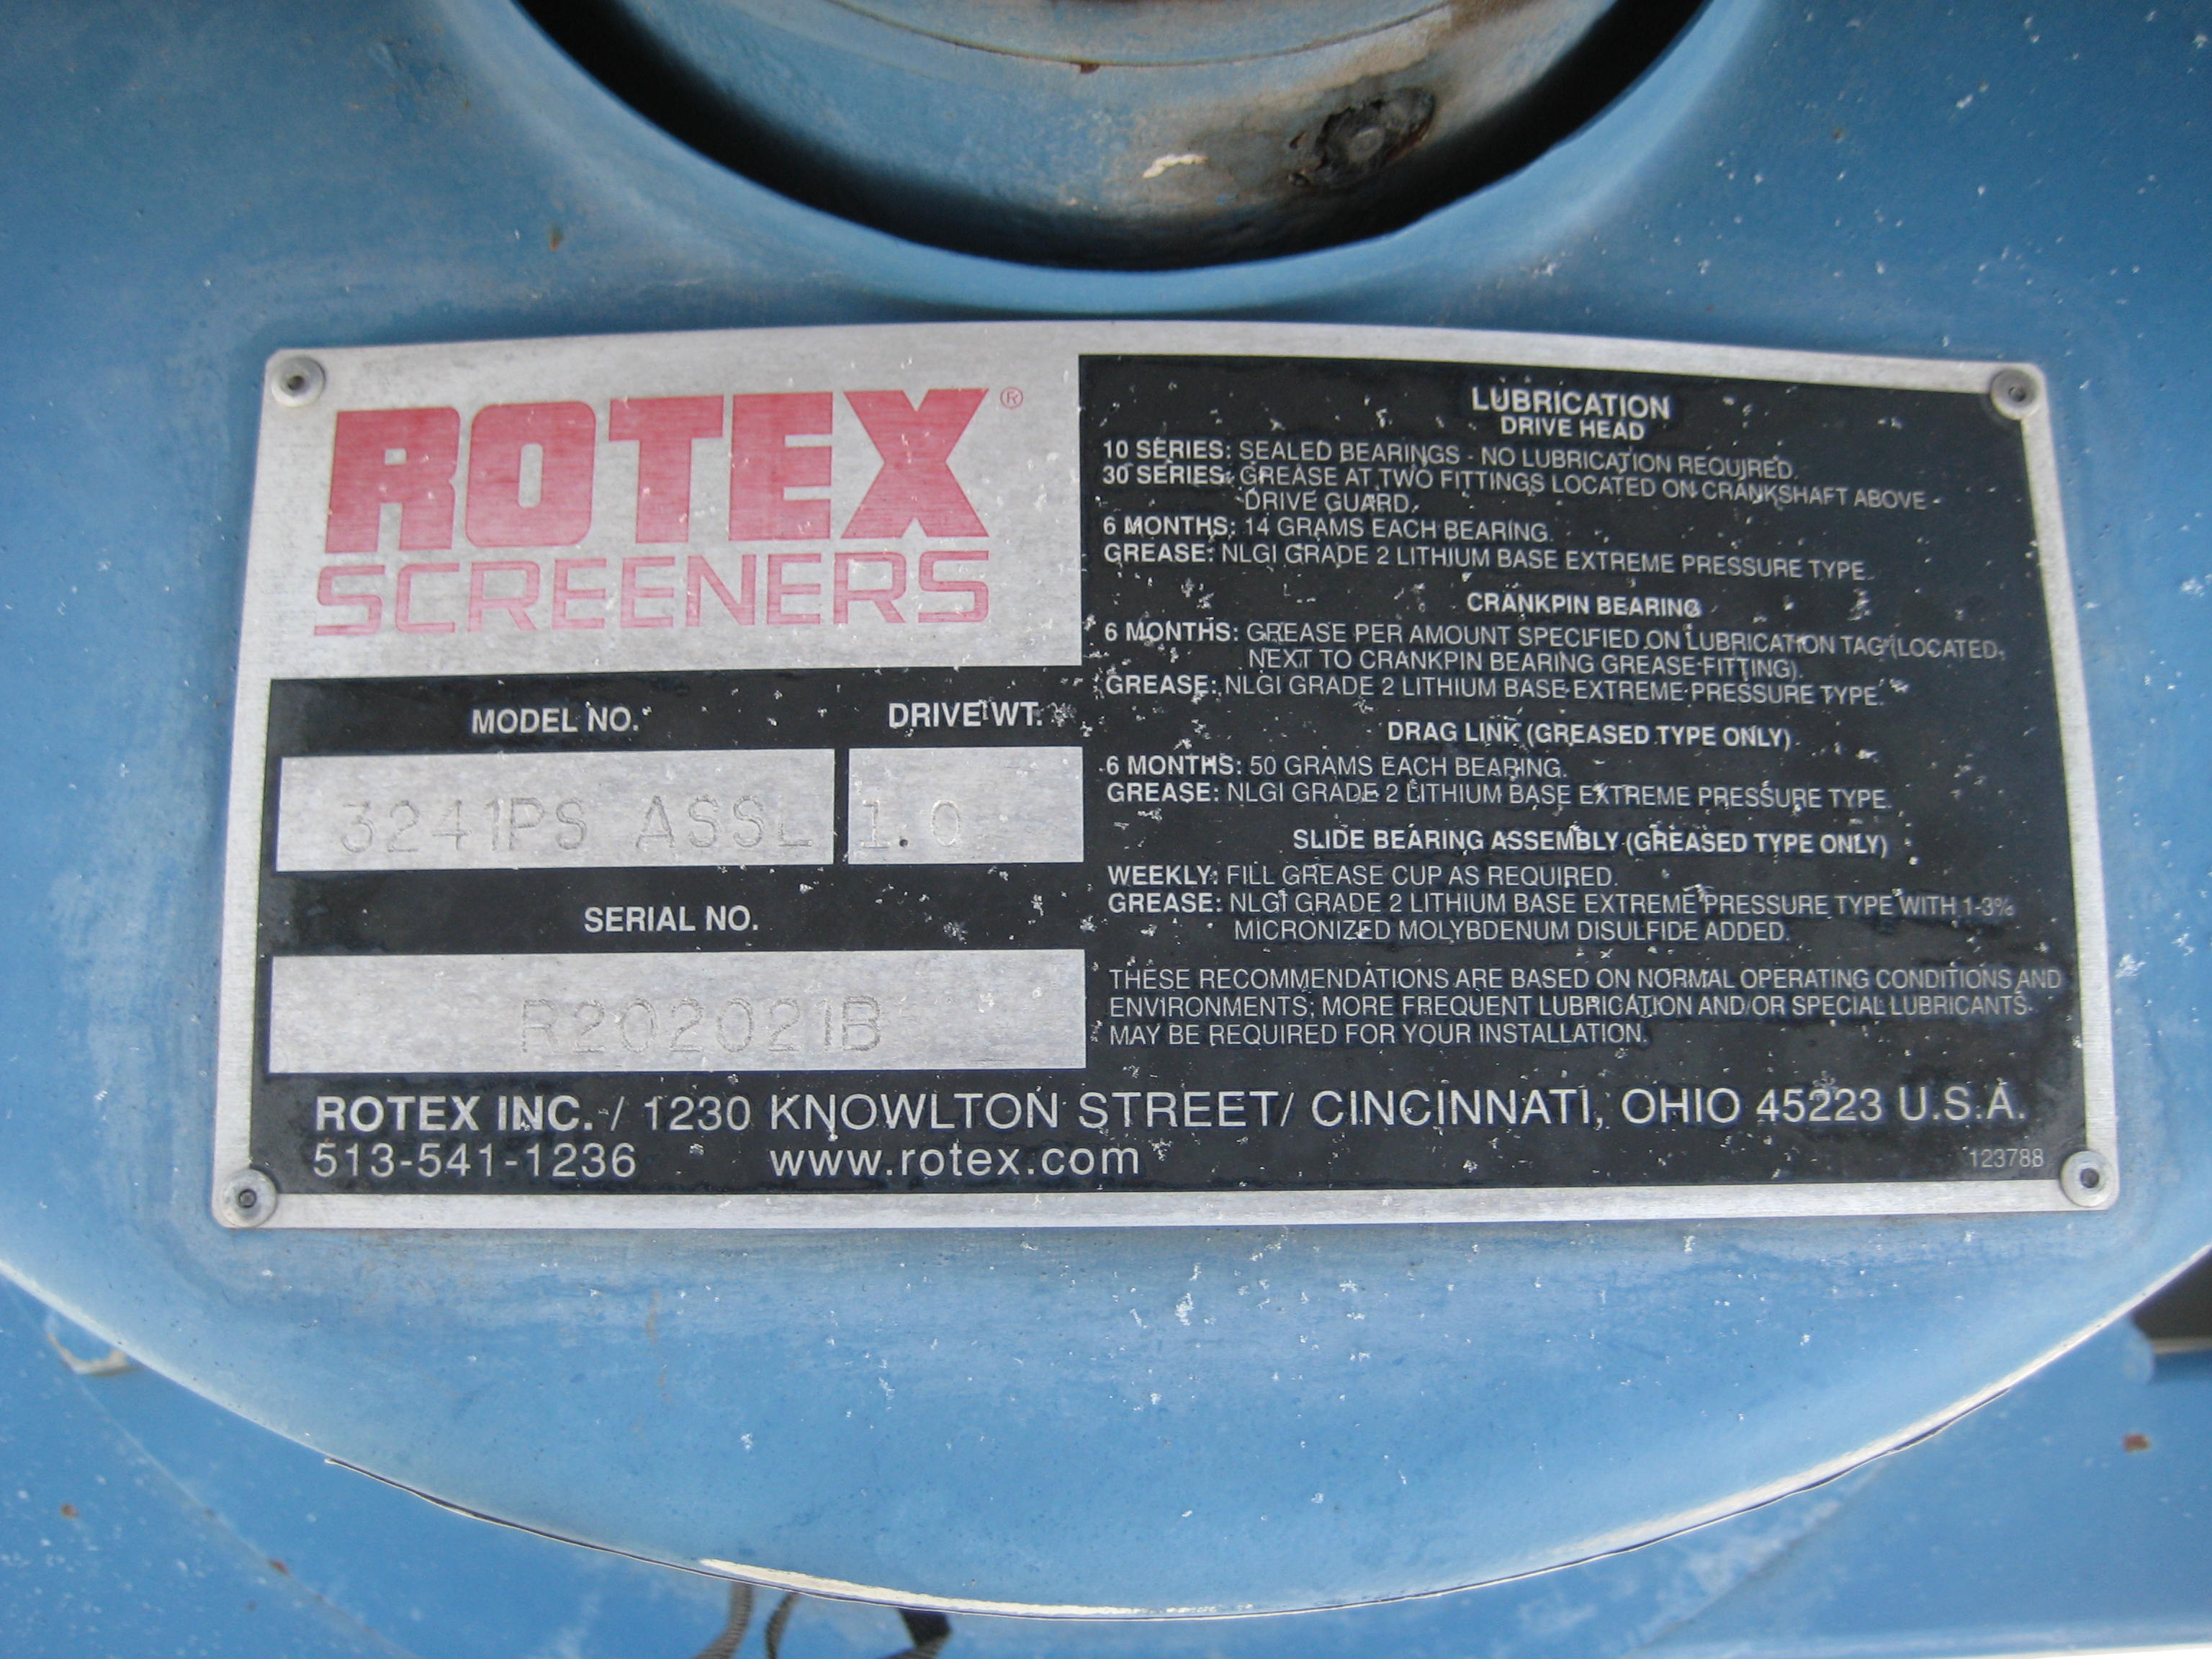 ROTEX®
SCREENERS
MODEL NO. DRIVE WT.
3241PS ASSL 1.0
SERIAL NO.
R202021B
LUBRICATION
DRIVE HEAD
10 SERIES: SEALED BEARINGS - NO LUBRICATION REQUIRED.
30 SERIES: GREASE AT TWO FITTINGS LOCATED ON CRANKSHAFT ABOVE
DRIVE GUARD.
6 MONTHS: 14 GRAMS EACH BEARING.
GREASE: NLGI GRADE 2 LITHIUM BASE EXTREME PRESSURE TYPE.
CRANKPIN BEARING
6 MONTHS: GREASE PER AMOUNT SPECIFIED ON LUBRICATION TAG (LOCATED
NEXT TO CRANKPIN BEARING GREASE FITTING).
GREASE: NLGI GRADE 2 LITHIUM BASE EXTREME PRESSURE TYPE.
DRAG LINK (GREASED TYPE ONLY)
6 MONTHS: 50 GRAMS EACH BEARING.
GREASE: NLGI GRADE 2 LITHIUM BASE EXTREME PRESSURE TYPE.
SLIDE BEARING ASSEMBLY (GREASED TYPE ONLY)
WEEKLY: FILL GREASE CUP AS REQUIRED.
GREASE: NLGI GRADE 2 LITHIUM BASE EXTREME PRESSURE TYPE WITH 1-3%
MICRONIZED MOLYBDENUM DISULFIDE ADDED.
THESE RECOMMENDATIONS ARE BASED ON NORMAL OPERATING CONDITIONS AND
ENVIRONMENTS; MORE FREQUENT LUBRICATION AND/OR SPECIAL LUBRICANTS
MAY BE REQUIRED FOR YOUR INSTALLATION.
ROTEX INC. / 1230 KNOWLTON STREET/ CINCINNATI, OHIO 45223 U.S.A.
513-541-1236 www.rotex.com
123788